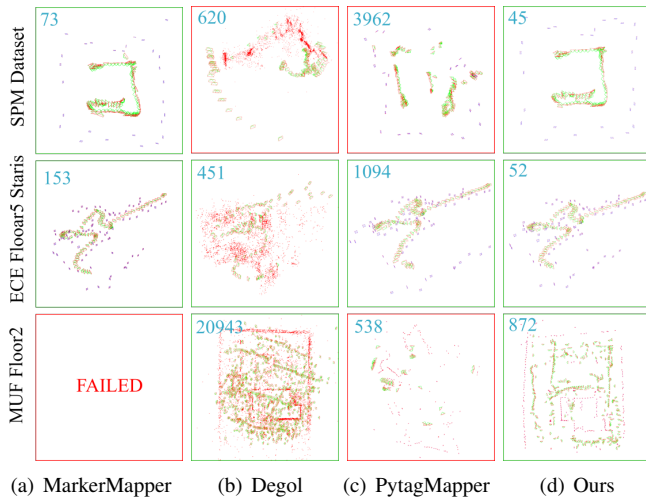 SPM Dataset
73
620
3962
45
ECE Flooar5 Staris
153
451
1094
52
MUF Floor2
FAILED
20943
538
872
(a) MarkerMapper
(b) Degol
(c) PytagMapper
(d) Ours